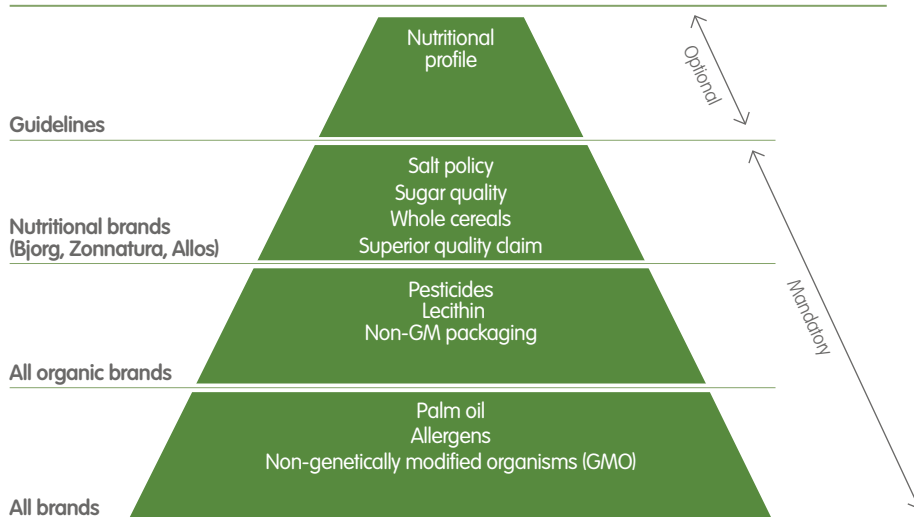 Nutritional
profile
Optional
Guidelines
Salt policy
Sugar quality
Whole cereals
Superior quality claim
Nutritional brands
(Bjorg, Zonnatura, Allos)
Mandatory
Pesticides
Lecithin
Non-GM packaging
All organic brands
Palm oil
Allergens
Non-genetically modified organisms (GMO)
All brands